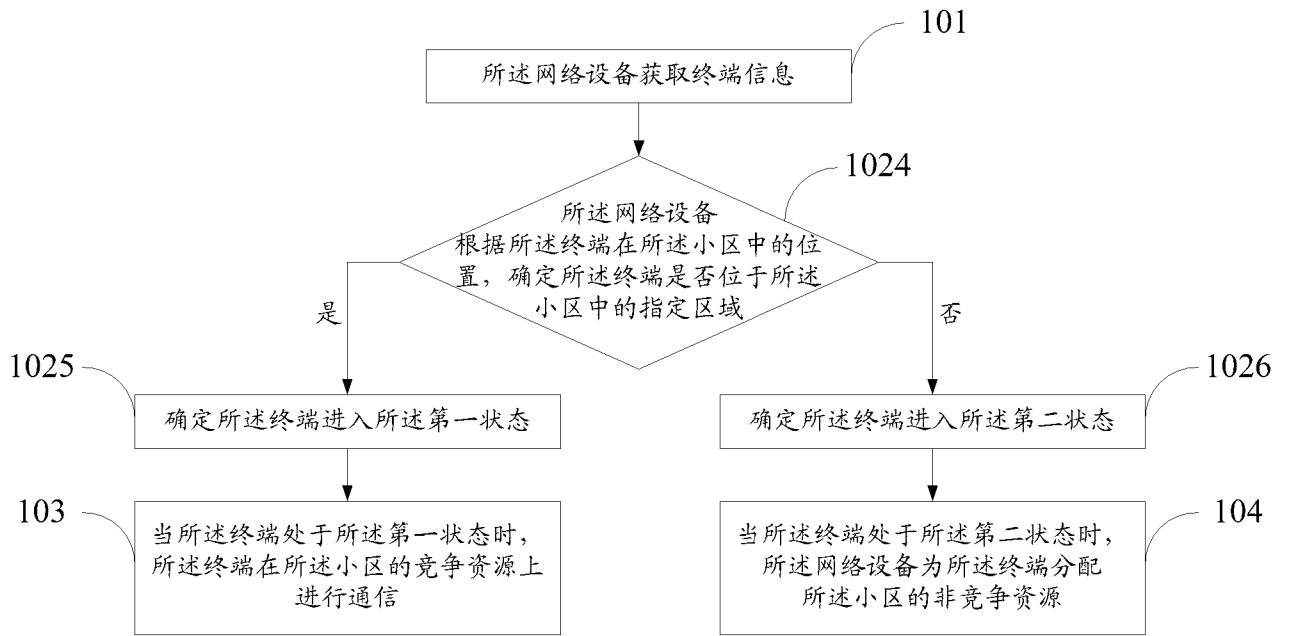 101
所述网络设备获取终端信息
1024
所述网络设备
根据所述终端在所述小区中的位
置，确定所述终端是否位于所述
小区中的指定区域
是
否
1025
确定所述终端进入所述第一状态
1026
确定所述终端进入所述第二状态
103
当所述终端处于所述第一状态时，
所述终端在所述小区的竞争资源上
进行通信
104
当所述终端处于所述第二状态时，
所述网络设备为所述终端分配
所述小区的非竞争资源